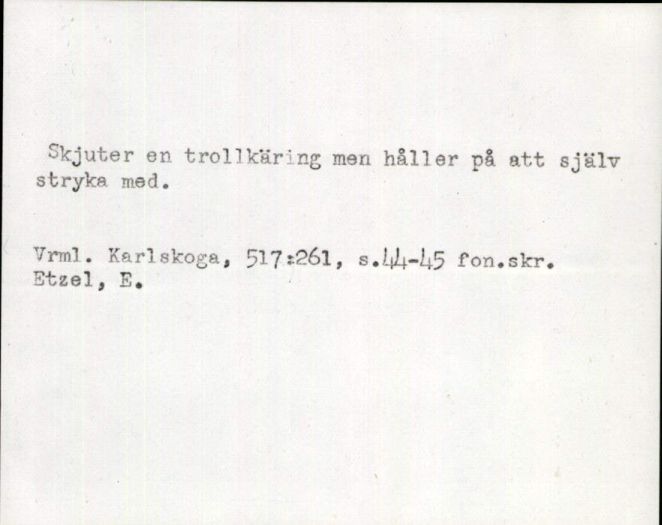 Skjuter en trollkäring men håller på att själv
stryka med.
Vrml. Karlskoga, 517:261, s.44-45 fon.skr.
Etzel, E.